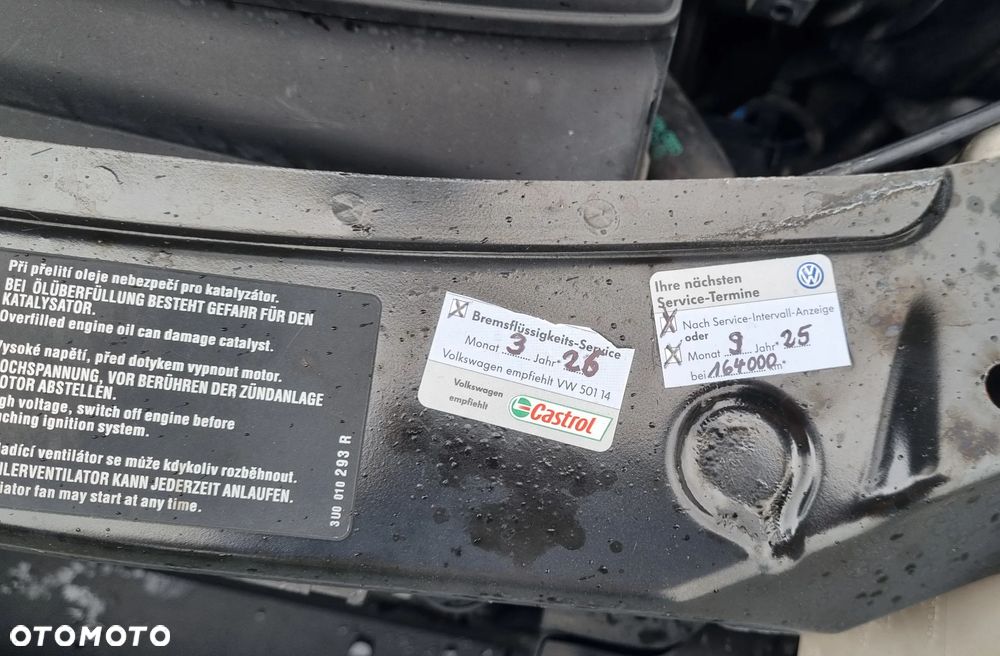 Při přelití oleje nebezpečí pro katalyzátor.
BEI ÖLÜBERFÜLLUNG BESTEHT GEFAHR FÜR DEN
KATALYSATOR.
Overfilled engine oil can damage catalyst.
Vysoké napětí, před dotykem vypnout motor.
OCHSPANNUNG, VOR BERÜHREN DER ZÜNDANLAGE
OTOR ABSTELLEN.
gh voltage, switch off engine before
ching ignition system.
ladící ventilátor se může kdykoliv rozběhnout.
ILERVENTILATOR KANN JEDERZEIT ANLAUFEN.
iator fan may start at any time.
3U0 010 293 R
X Bremsflüssigkeits-Service
Monat 3 Jahr 26
Volkswagen empfiehlt VW 501 14
Volkswagen
empfiehlt
Castrol
Ihre nächsten
Service-Termine
X Nach Service-Intervall-Anzeige
oder
X Monat 9 Jahr* 25
bei 164000 km*
OTOMOTO